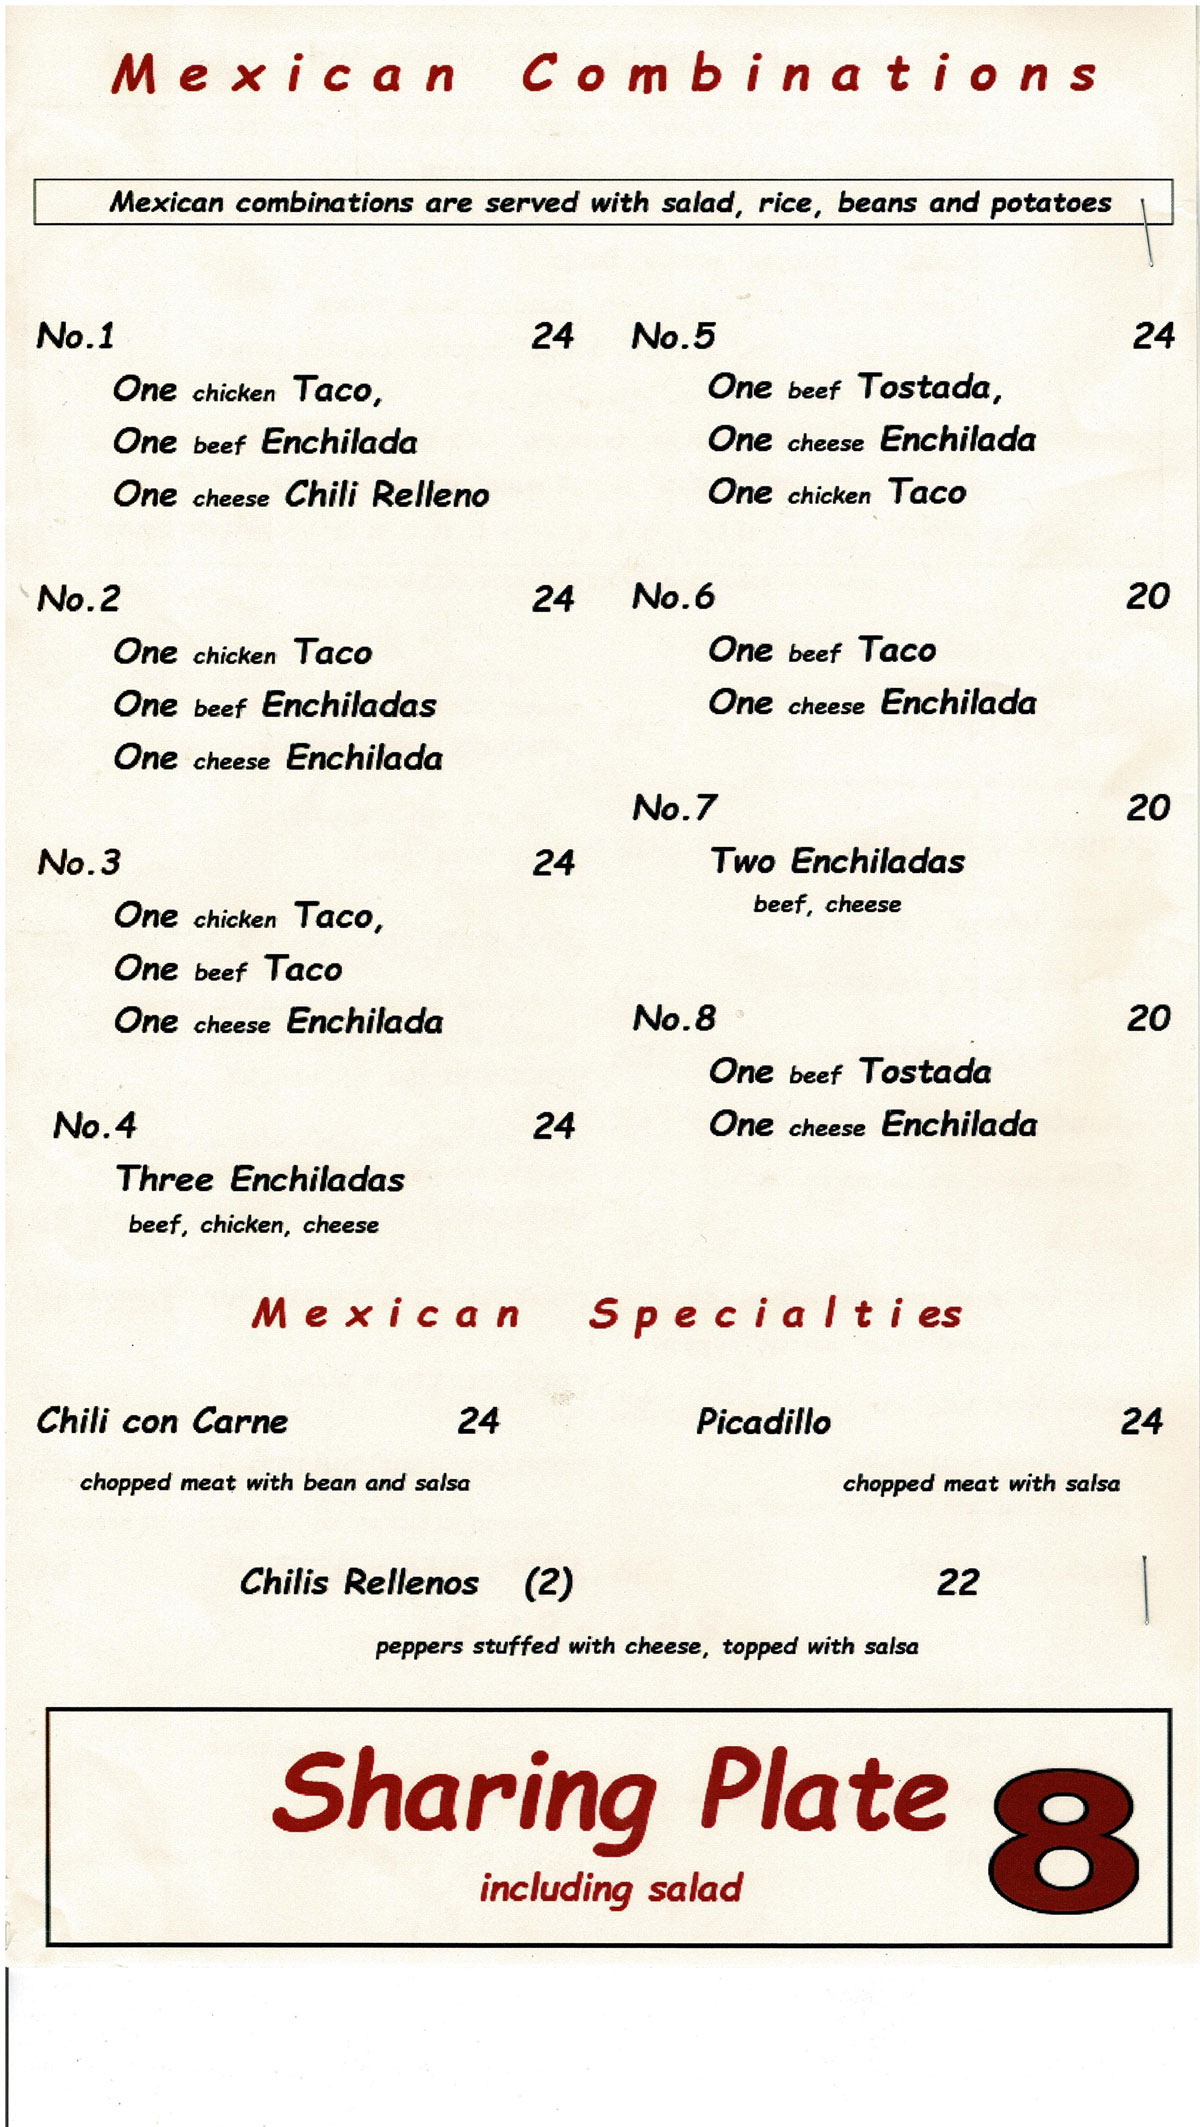 Mexican Combinations
Mexican combinations are served with salad, rice, beans and potatoes
No.1 24
One chicken Taco,
One beef Enchilada
One cheese Chili Relleno
No.2 24
One chicken Taco
One beef Enchiladas
One cheese Enchilada
No.3 24
One chicken Taco,
One beef Taco
One cheese Enchilada
No.4 24
Three Enchiladas
beef, chicken, cheese
No.5 24
One beef Tostada,
One cheese Enchilada
One chicken Taco
No.6 20
One beef Taco
One cheese Enchilada
No.7 20
Two Enchiladas
beef, cheese
No.8 20
One beef Tostada
One cheese Enchilada
Mexican Specialties
Chili con Carne 24
chopped meat with bean and salsa
Picadillo 24
chopped meat with salsa
Chilis Rellenos (2) 22
peppers stuffed with cheese, topped with salsa
Sharing Plate 8
including salad